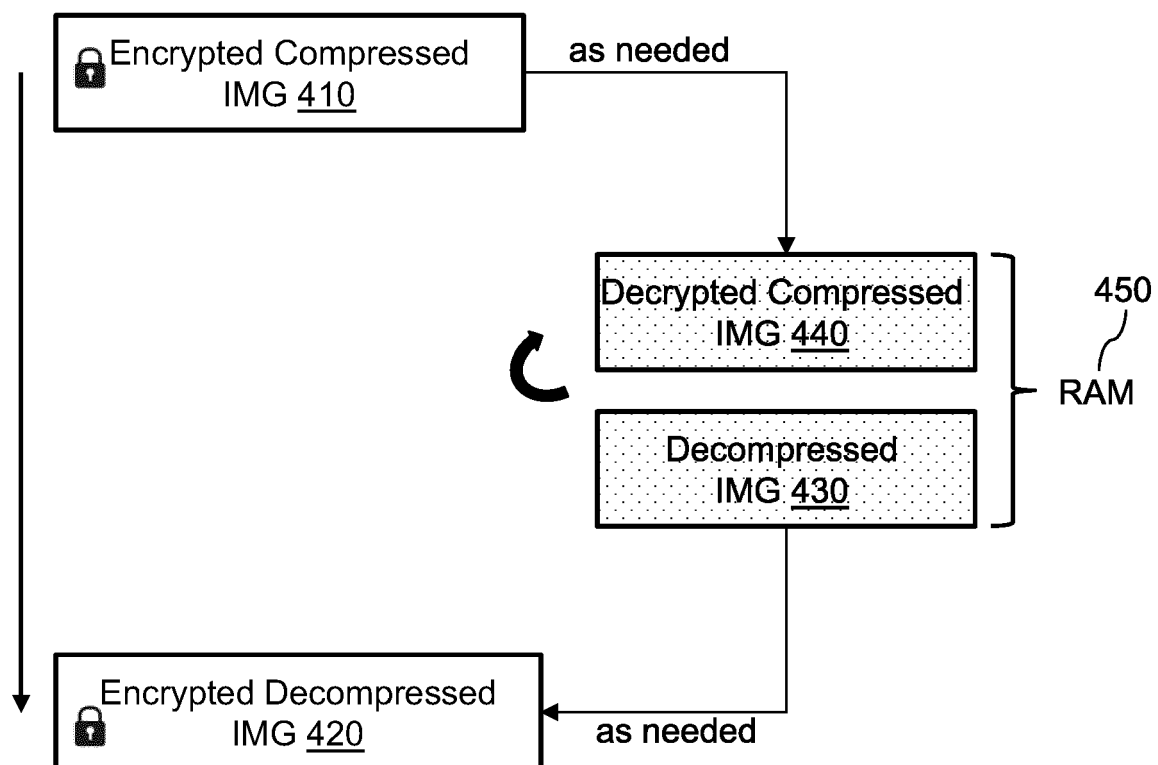 Encrypted Compressed
IMG 410
as needed
Decrypted Compressed
IMG 440
450
RAM
Decompressed
IMG 430
Encrypted Decompressed
IMG 420
as needed